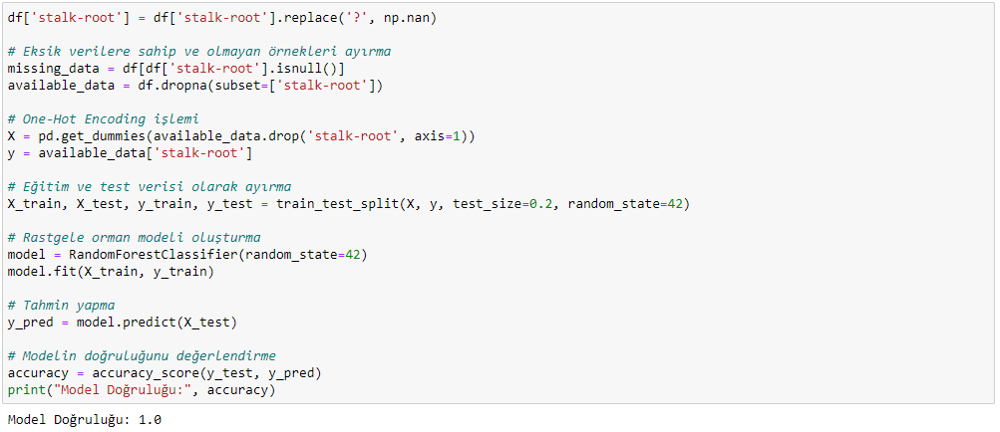 df['stalk-root'] = df['stalk-root'].replace('?', np.nan)
# Eksik verilere sahip ve olmayan örnekleri ayırma
missing_data = df[df['stalk-root'].isnull()]
available_data = df.dropna(subset=['stalk-root'])
# One-Hot Encoding işlemi
X = pd.get_dummies(available_data.drop('stalk-root', axis=1))
y = available_data['stalk-root']
# Eğitim ve test verisi olarak ayırma
X_train, X_test, y_train, y_test = train_test_split(X, y, test_size=0.2, random_state=42)
# Rastgele orman modeli oluşturma
model = RandomForestClassifier(random_state=42)
model.fit(X_train, y_train)
# Tahmin yapma
y_pred = model.predict(X_test)
# Modelin doğruluğunu değerlendirme
accuracy = accuracy_score(y_test, y_pred)
print("Model Doğruluğu:", accuracy)
Model Doğruluğu: 1.0